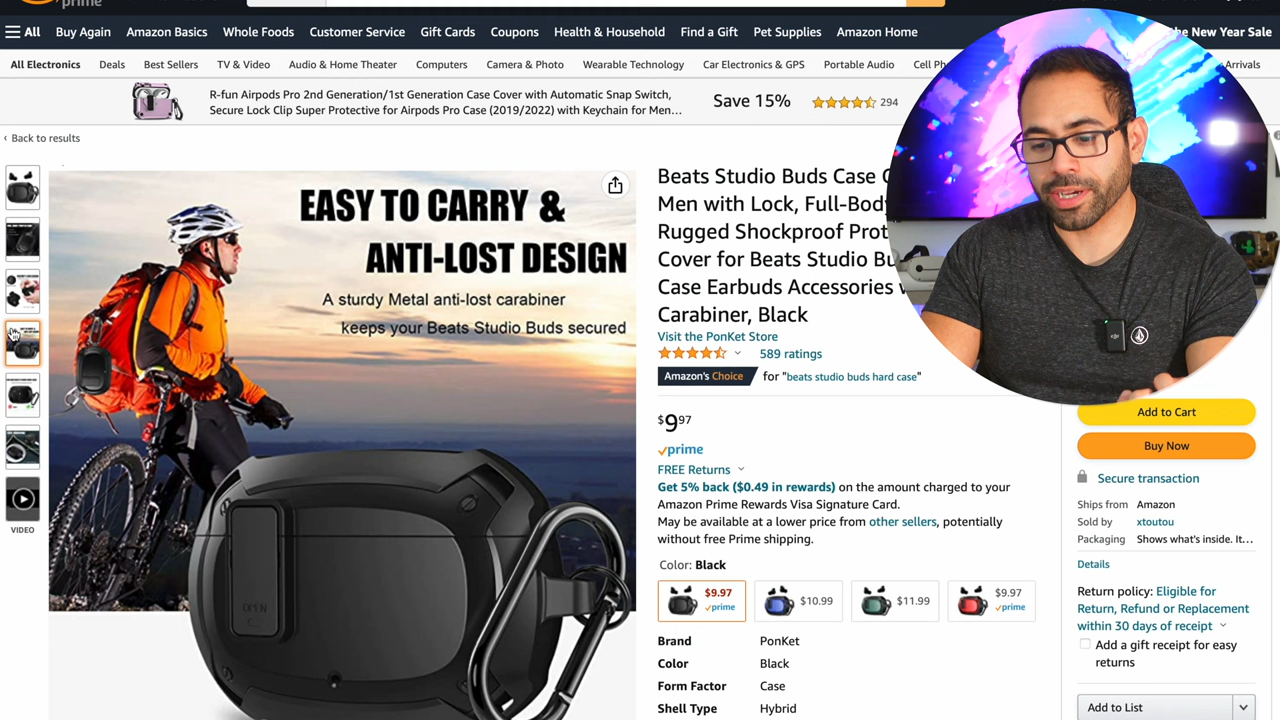 prime
All Buy Again Amazon Basics Whole Foods Customer Service Gift Cards Coupons Health & Household Find a Gift Pet Supplies Amazon Home The New Year Sale
All Electronics Deals Best Sellers TV & Video Audio & Home Theater Computers Camera & Photo Wearable Technology Car Electronics & GPS Portable Audio Cell Arrivals
R-fun Airpods Pro 2nd Generation/1st Generation Case Cover with Automatic Snap Switch,
Secure Lock Clip Super Protective for Airpods Pro Case (2019/2022) with Keychain for Men...
Save 15% 294
‹ Back to results
EASY TO CARRY &
ANTI-LOST DESIGN
A sturdy Metal anti-lost carabiner
keeps your Beats Studio Buds secured
OPEN
VIDEO
Beats Studio Buds Case
Men with Lock, Full-Body
Rugged Shockproof
Cover for Beats Studio
Case Earbuds Accessories
Carabiner, Black
Visit the PonKet Store
589 ratings
Amazon's Choice for "beats studio buds hard case"
$9.97
prime
FREE Returns
Get 5% back ($0.49 in rewards) on the amount charged to your
Amazon Prime Rewards Visa Signature Card.
May be available at a lower price from other sellers, potentially
without free Prime shipping.
Color: Black
$9.97 prime
$10.99
$11.99
$9.97 prime
Brand PonKet
Color Black
Form Factor Case
Shell Type Hybrid
Add to Cart
Buy Now
Secure transaction
Ships from Amazon
Sold by xtoutou
Packaging Shows what's inside. It...
Details
Return policy: Eligible for
Return, Refund or Replacement
within 30 days of receipt
Add a gift receipt for easy
returns
Add to List
dji